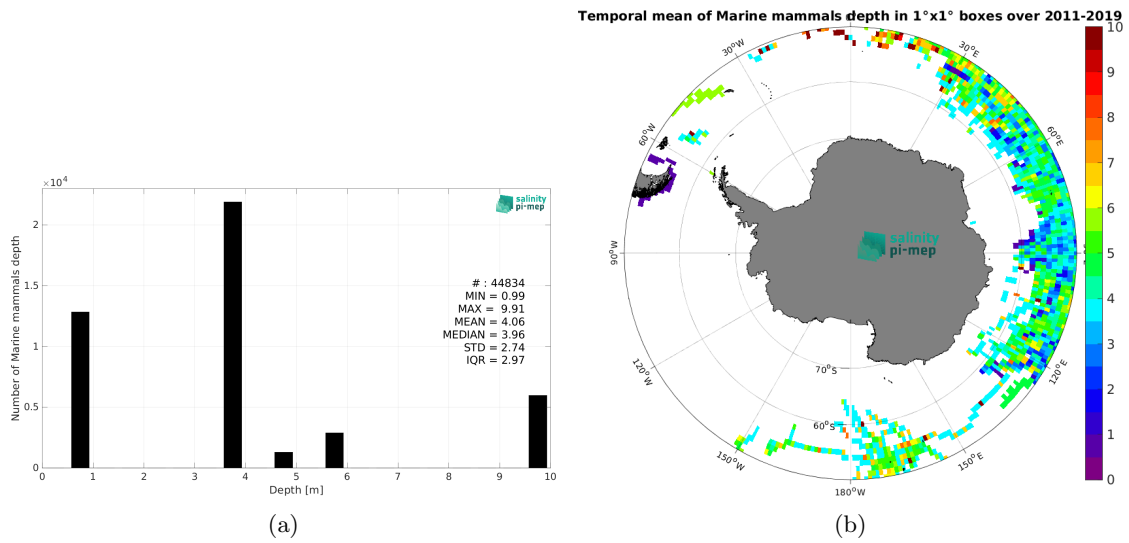 ×10⁴
2
1.5
1
0.5
0
0 1 2 3 4 5 6 7 8 9 10
Number of Marine mammals depth
Depth [m]
salinity
pi-mep
# : 44834
MIN = 0.99
MAX = 9.91
MEAN = 4.06
MEDIAN = 3.96
STD = 2.74
IQR = 2.97
(a)
Temporal mean of Marine mammals depth in 1°x1° boxes over 2011-2019
30°W
30°E
60°W
60°E
90°W
120°W
120°E
150°W
150°E
180°W
60°S
70°S
salinity
pi-mep
10
9
8
7
6
5
4
3
2
1
0
(b)